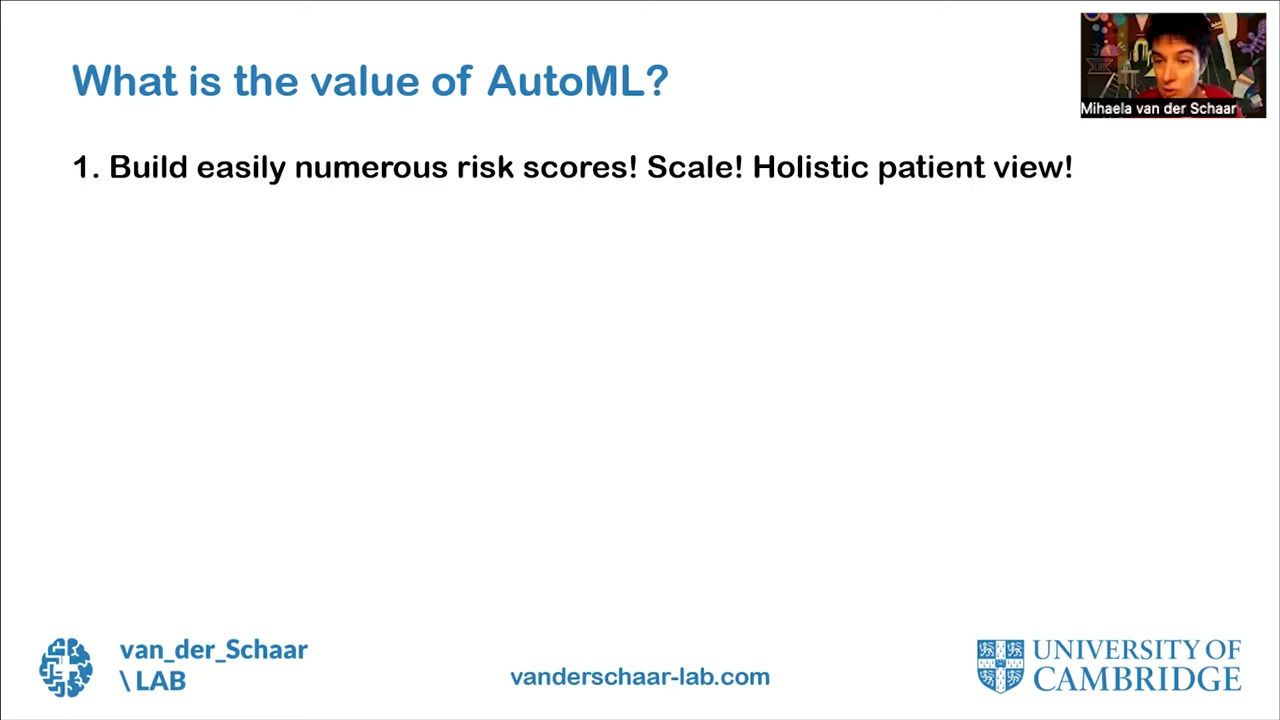 What is the value of AutoML?
Mihaela van der Schaar
1. Build easily numerous risk scores! Scale! Holistic patient view!
van_der_Schaar
\ LAB
vanderschaar-lab.com
UNIVERSITY OF
CAMBRIDGE